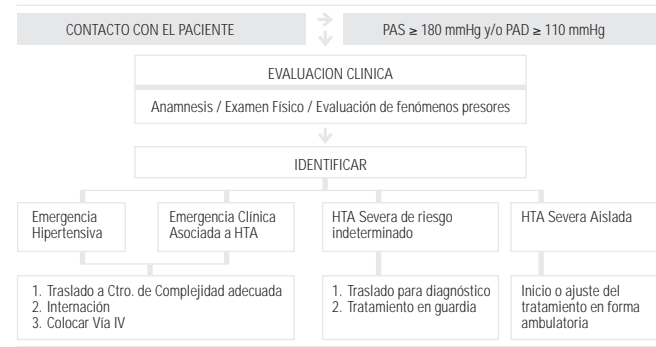 CONTACTO CON EL PACIENTE
PAS ≥ 180 mmHg y/o PAD ≥ 110 mmHg
EVALUACION CLINICA
Anamnesis / Examen Físico / Evaluación de fenómenos presores
IDENTIFICAR
Emergencia
Hipertensiva
Emergencia Clínica
Asociada a HTA
HTA Severa de riesgo
indeterminado
HTA Severa Aislada
1. Traslado a Ctro. de Complejidad adecuada
2. Internación
3. Colocar Vía IV
1. Traslado para diagnóstico
2. Tratamiento en guardia
Inicio o ajuste del
tratamiento en forma
ambulatoria